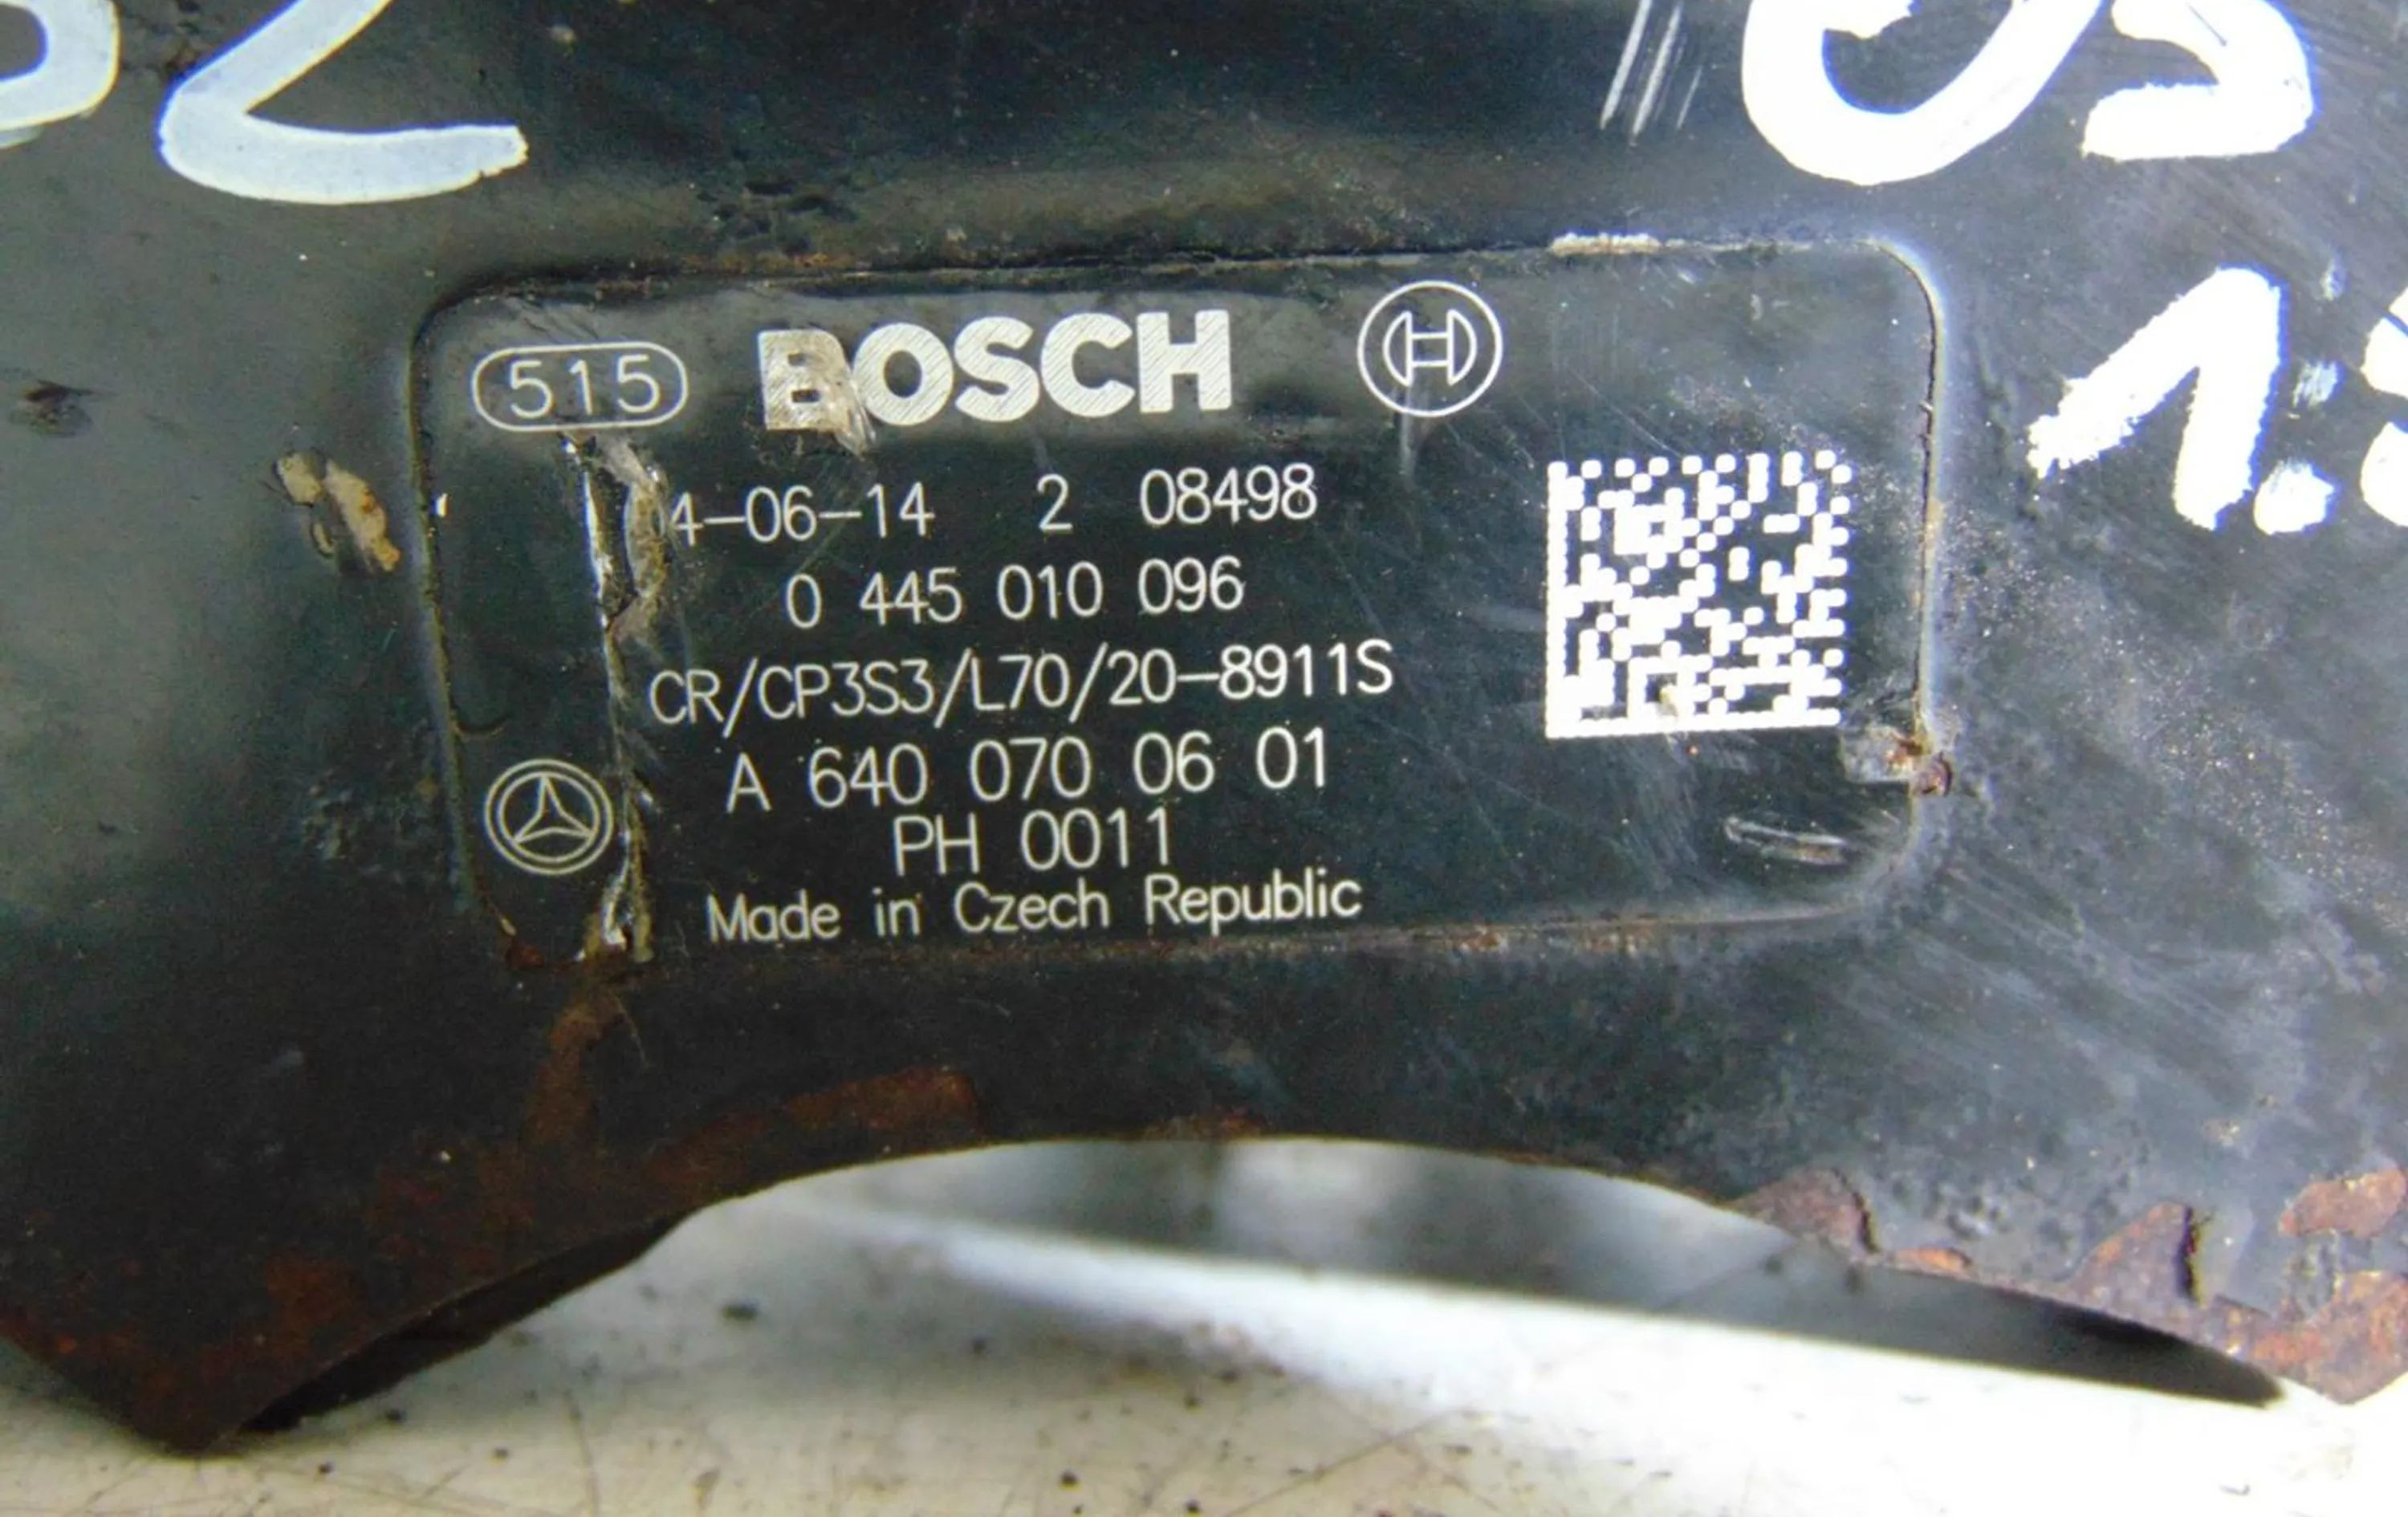 515 BOSCH
4-06-14 2 08498
0 445 010 096
CR/CP3S3/L70/20-8911S
A 640 070 06 01
PH 0011
Made in Czech Republic